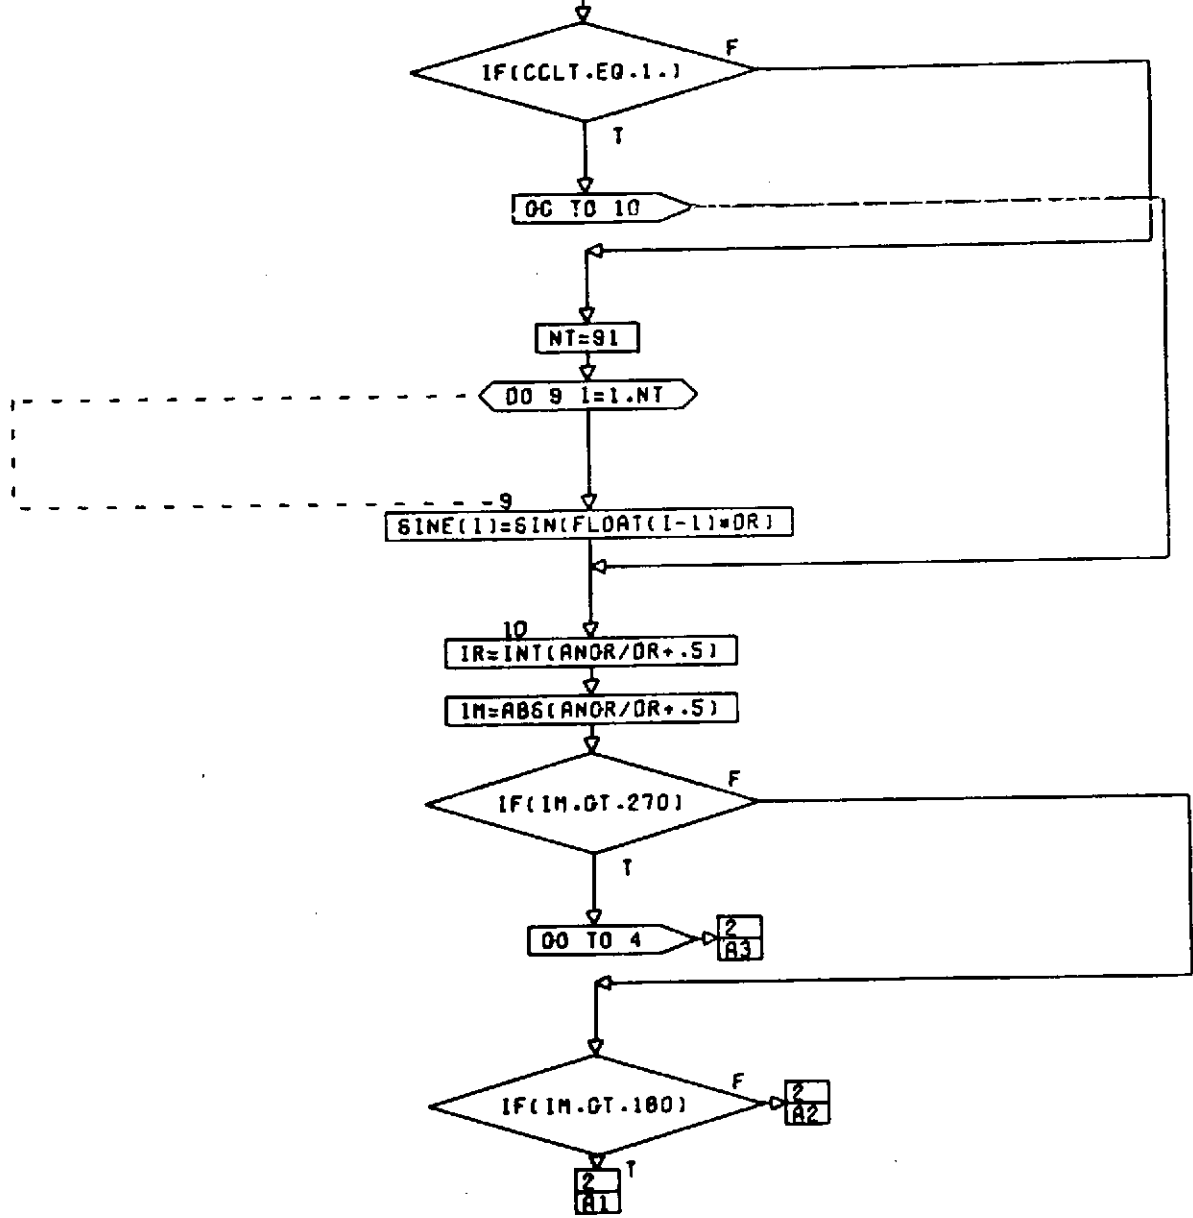 F
IF(CCLT.EQ.1.)
T
GO TO 10
NT=91
DO 9 I=1.NT
9
SINE(I)=SIN(FLOAT(I-1)*DR)
10
IR=INT(ANGR/DR+.5)
IM=ABS(ANGR/DR+.5)
F
IF(IM.GT.270)
T
GO TO 4
2
A3
F
IF(IM.GT.180)
2
A2
T
2
A1